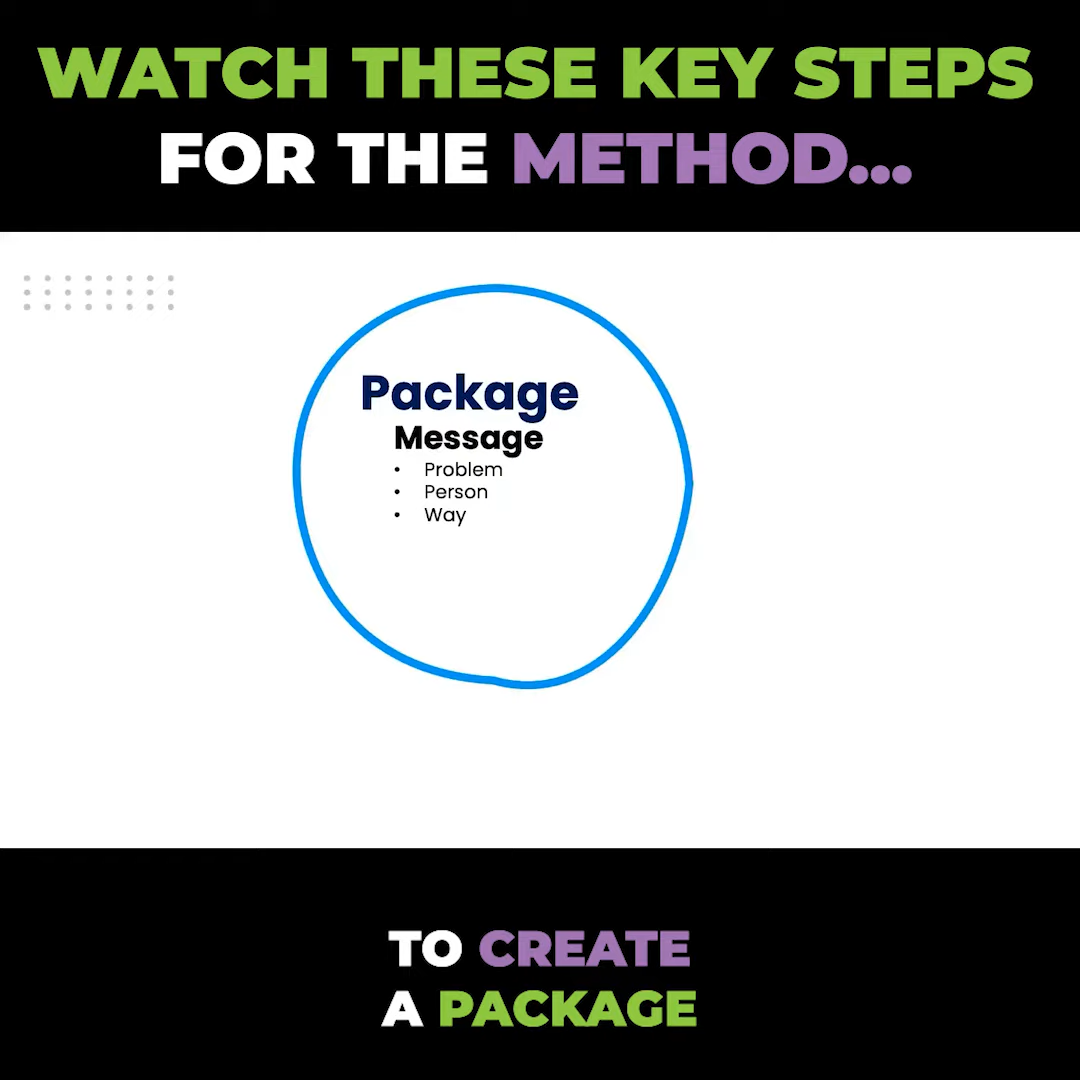 WATCH THESE KEY STEPS
FOR THE METHOD...
Package
Message
• Problem
• Person
• Way
TO CREATE
A PACKAGE